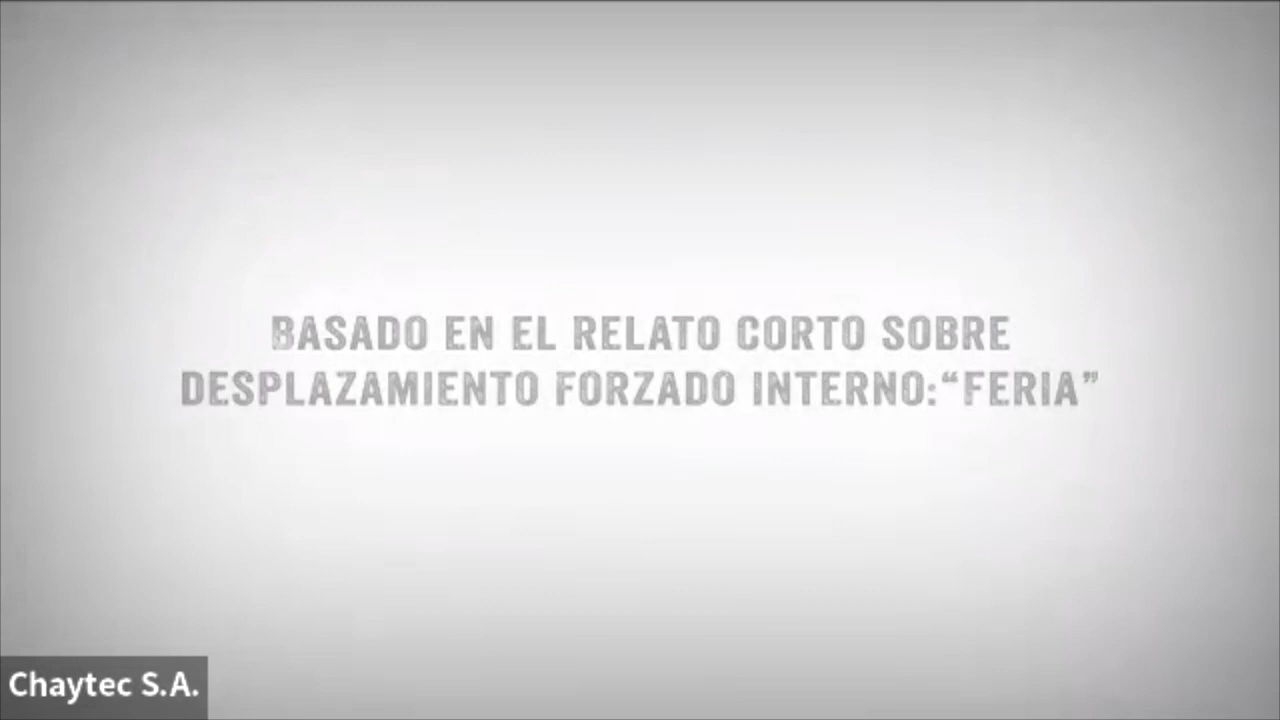 BASADO EN EL RELATO CORTO SOBRE
DESPLAZAMIENTO FORZADO INTERNO:“FERIA”
Chaytec S.A.